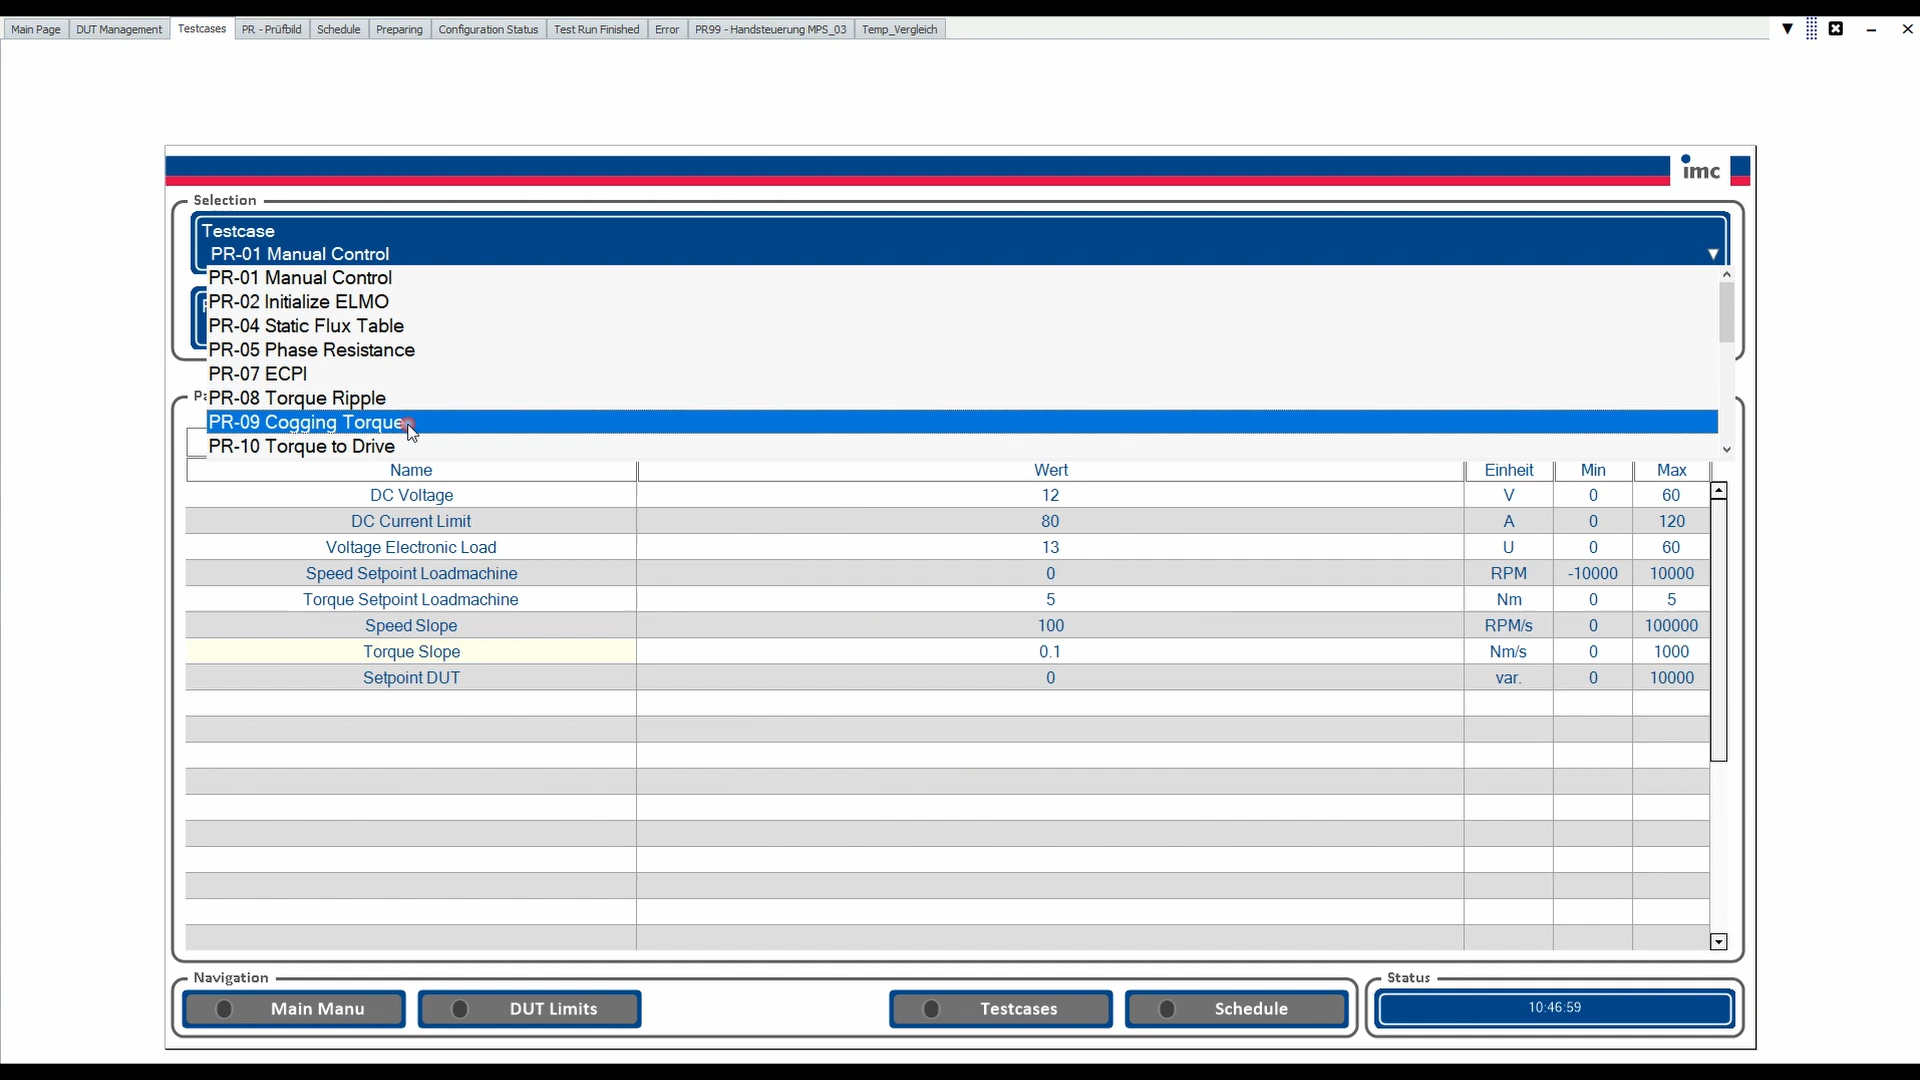 Main Page DUT Management Testcases PR - Prüfbild Schedule Preparing Configuration Status Test Run Finished Error PR99 - Handsteuerung MPS_03 Temp_Vergleich
imc
Selection
Testcase
PR-01 Manual Control
PR-01 Manual Control
PR-02 Initialize ELMO
PR-04 Static Flux Table
PR-05 Phase Resistance
PR-07 ECPI
PR-08 Torque Ripple
PR-09 Cogging Torque
PR-10 Torque to Drive
Name Wert Einheit Min Max
DC Voltage 12 V 0 60
DC Current Limit 80 A 0 120
Voltage Electronic Load 13 U 0 60
Speed Setpoint Loadmachine 0 RPM -10000 10000
Torque Setpoint Loadmachine 5 Nm 0 5
Speed Slope 100 RPM/s 0 100000
Torque Slope 0.1 Nm/s 0 1000
Setpoint DUT 0 var. 0 10000
Navigation Status
Main Manu DUT Limits Testcases Schedule 10:46:59